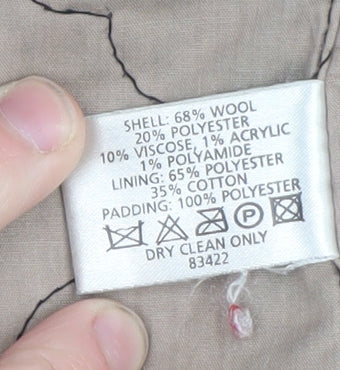 SHELL: 68% WOOL
20% POLYESTER
10% VISCOSE, 1% ACRYLIC
1% POLYAMIDE
LINING: 65% POLYESTER
35% COTTON
PADDING: 100% POLYESTER
P
DRY CLEAN ONLY
83422